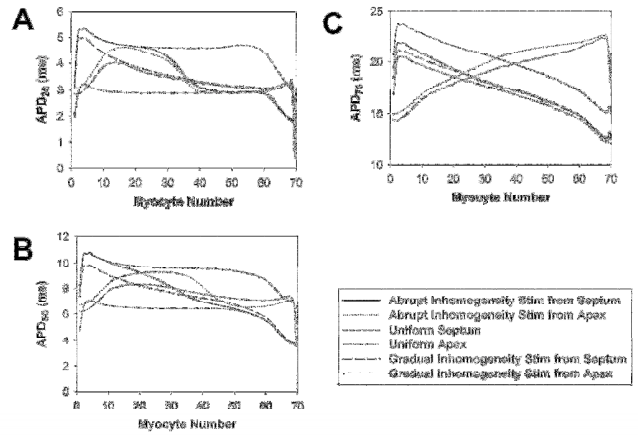 A
APD25 (ms)
6
5
4
3
2
1
0
0 10 20 30 40 50 60 70
Myocyte Number
B
APD50 (ms)
12
10
8
6
4
2
0
0 10 20 30 40 50 60 70
Myocyte Number
C
APD75 (ms)
25
20
15
10
0 10 20 30 40 50 60 70
Myocyte Number
Abrupt Inhomogeneity Stim from Septum
Abrupt Inhomogeneity Stim from Apex
Uniform Septum
Uniform Apex
Gradual Inhomogeneity Stim from Septum
Gradual Inhomogeneity Stim from Apex